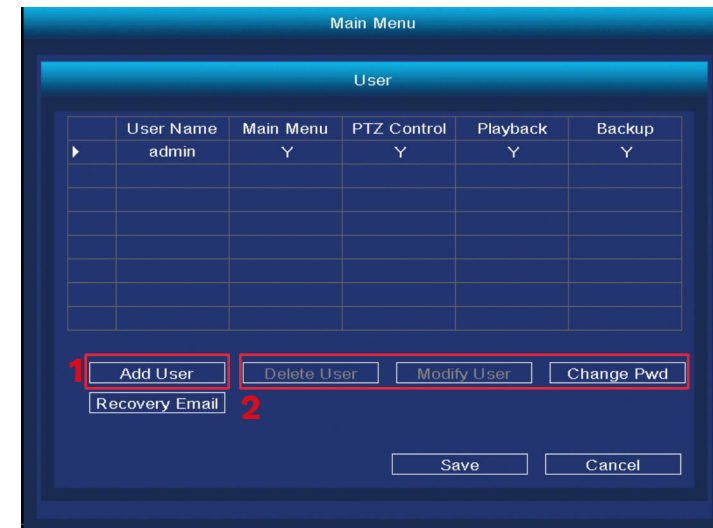 Main Menu
User
User Name Main Menu PTZ Control Playback Backup
admin Y Y Y Y
1 Add User Delete User Modify User Change Pwd
Recovery Email 2
Save Cancel